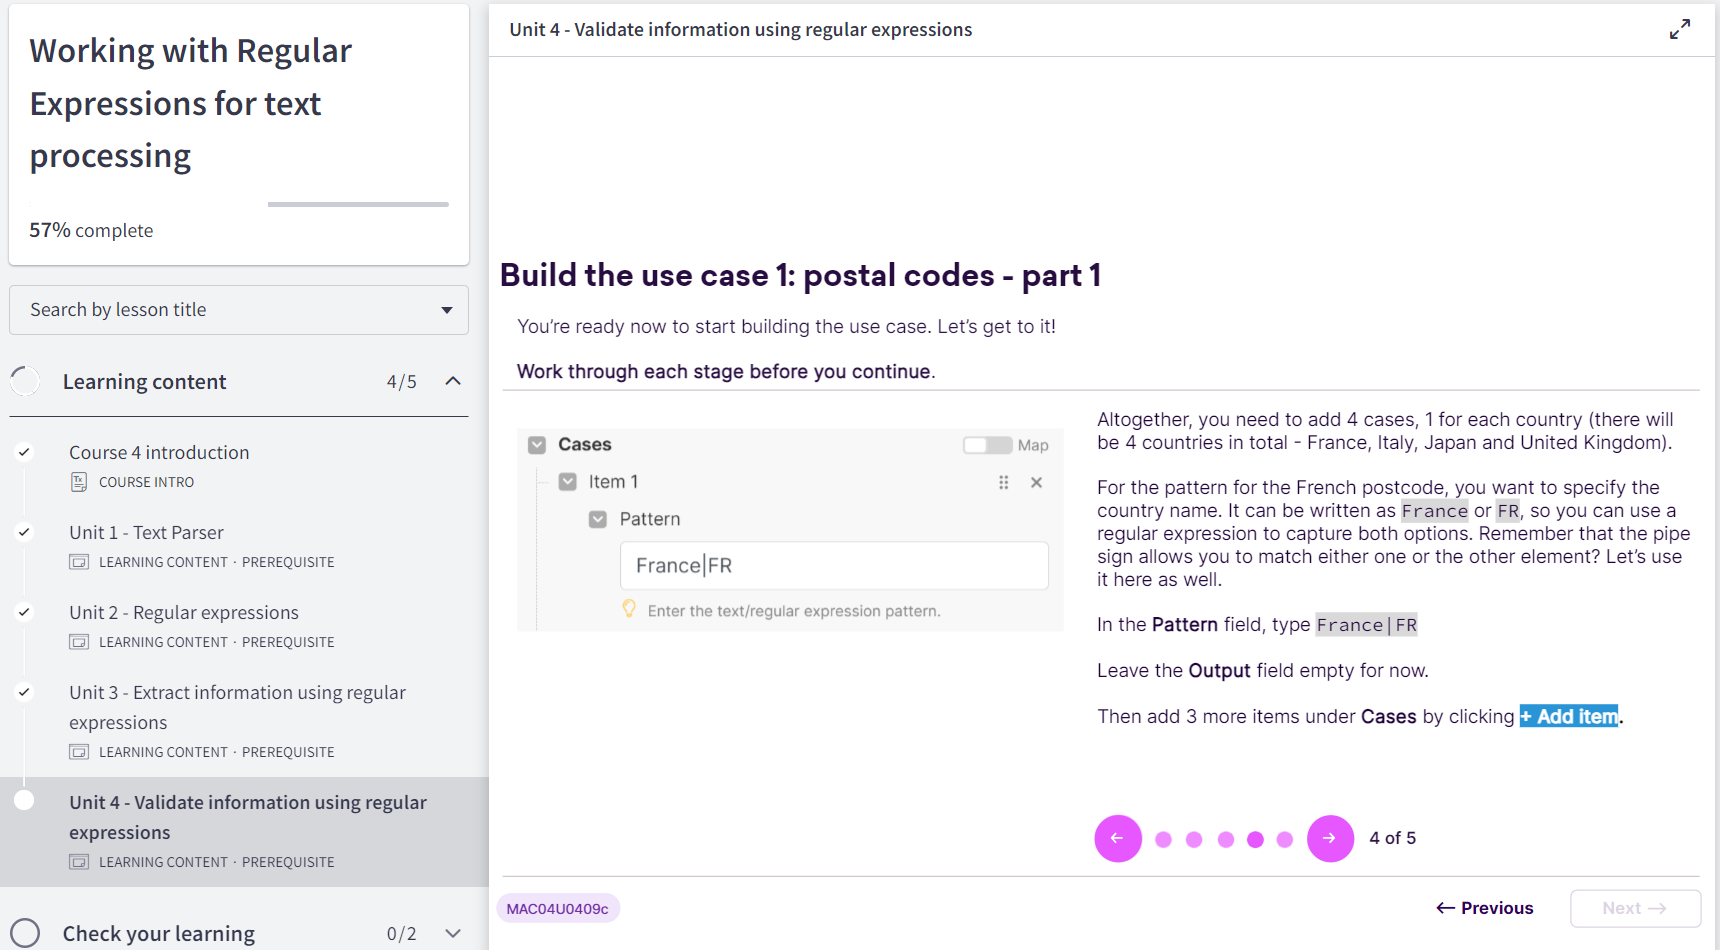 Working with Regular
Expressions for text
processing
57% complete
Search by lesson title
Learning content 4/5
Course 4 introduction
COURSE INTRO
Unit 1 - Text Parser
LEARNING CONTENT · PREREQUISITE
Unit 2 - Regular expressions
LEARNING CONTENT · PREREQUISITE
Unit 3 - Extract information using regular
expressions
LEARNING CONTENT · PREREQUISITE
Unit 4 - Validate information using regular
expressions
LEARNING CONTENT · PREREQUISITE
Check your learning 0/2
Unit 4 - Validate information using regular expressions
Build the use case 1: postal codes - part 1
You’re ready now to start building the use case. Let’s get to it!
Work through each stage before you continue.
Cases Map
Item 1
Pattern
France|FR
Enter the text/regular expression pattern.
Altogether, you need to add 4 cases, 1 for each country (there will
be 4 countries in total - France, Italy, Japan and United Kingdom).
For the pattern for the French postcode, you want to specify the
country name. It can be written as France or FR, so you can use a
regular expression to capture both options. Remember that the pipe
sign allows you to match either one or the other element? Let’s use
it here as well.
In the Pattern field, type France|FR
Leave the Output field empty for now.
Then add 3 more items under Cases by clicking + Add item.
4 of 5
MAC04U0409c
← Previous
Next →